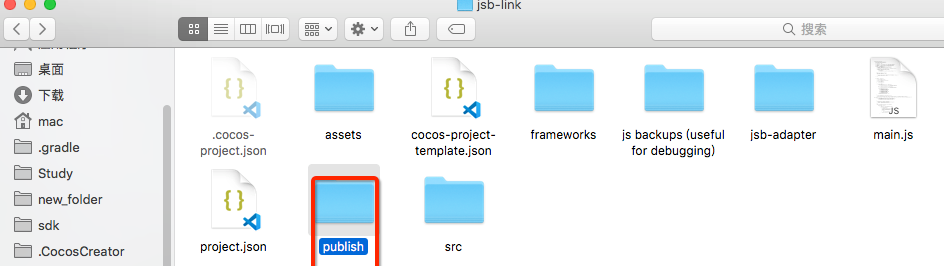 jsb-link
搜索
桌面
下载
mac
.gradle
Study
new_folder
sdk
.CocosCreator
.cocos-
project.json
assets
cocos-project-
template.json
frameworks
js backups (useful
for debugging)
jsb-adapter
JS
main.js
project.json
publish
src